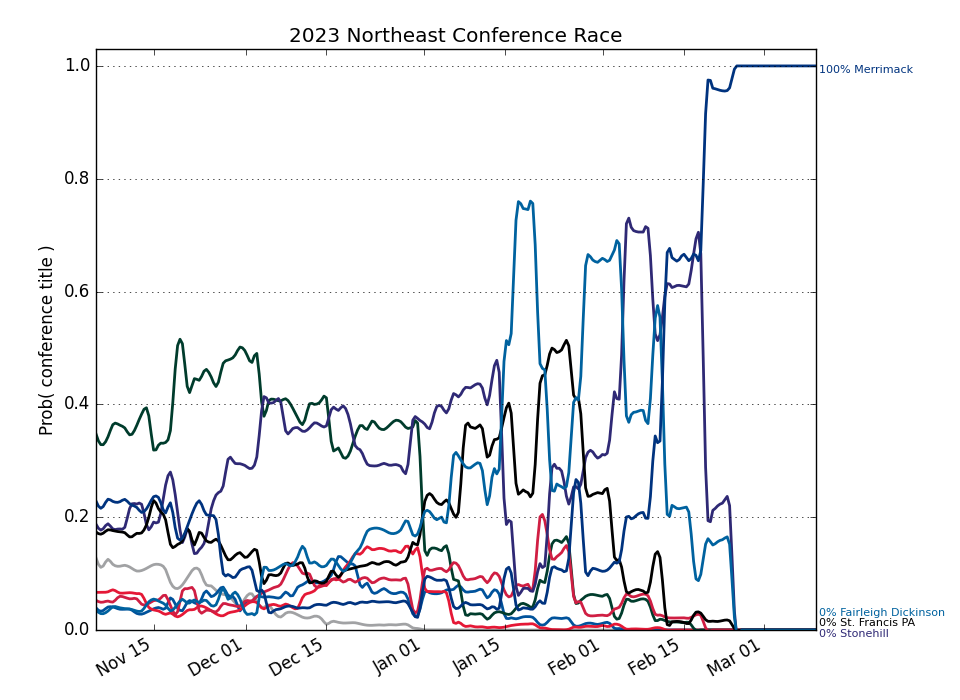 2023 Northeast Conference Race
Prob( conference title )
1.0
0.8
0.6
0.4
0.2
0.0
Nov 15
Dec 01
Dec 15
Jan 01
Jan 15
Feb 01
Feb 15
Mar 01
100% Merrimack
0% Fairleigh Dickinson
0% St. Francis PA
0% Stonehill